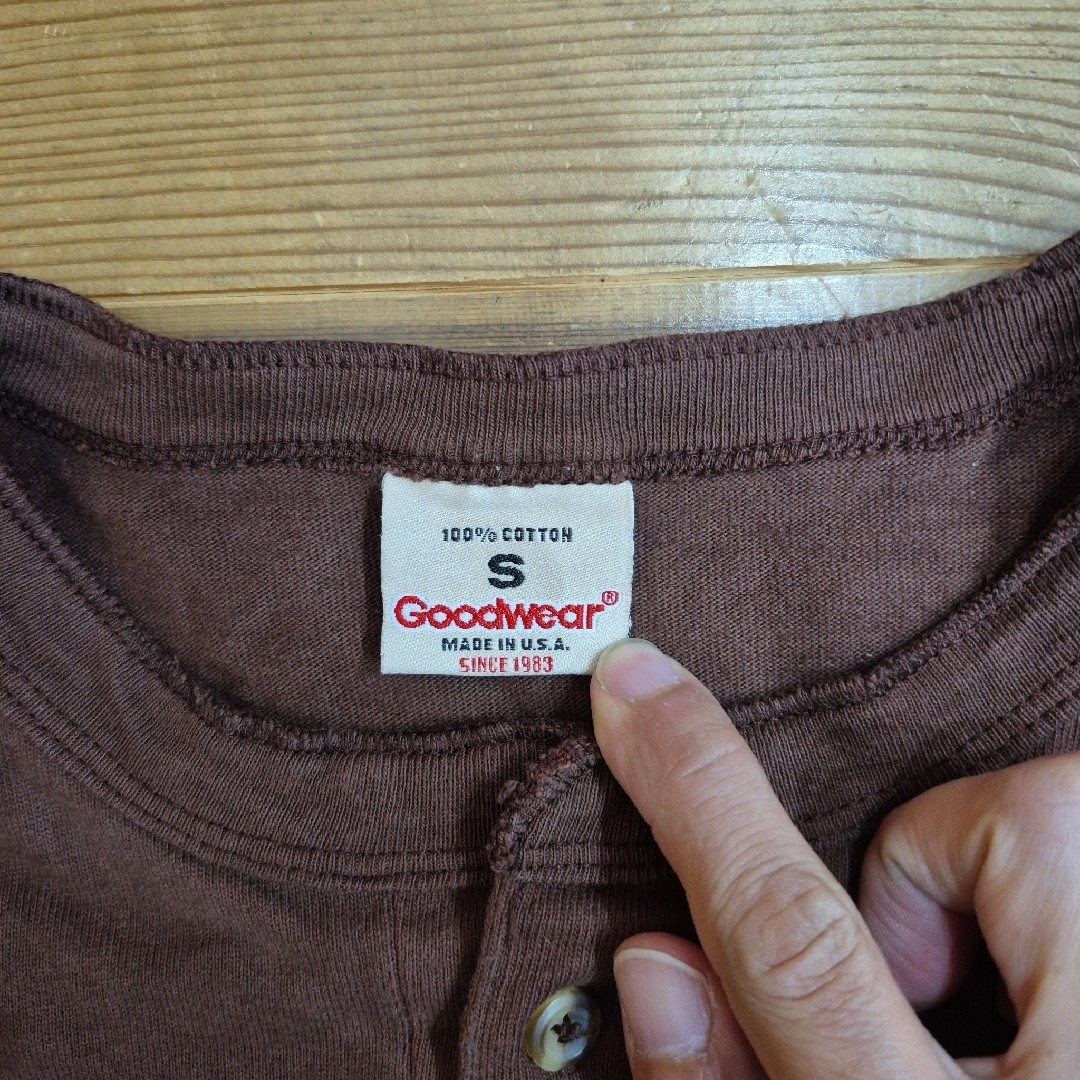 100% COTTON
S
Goodwear®
MADE IN U.S.A.
SINCE 1983